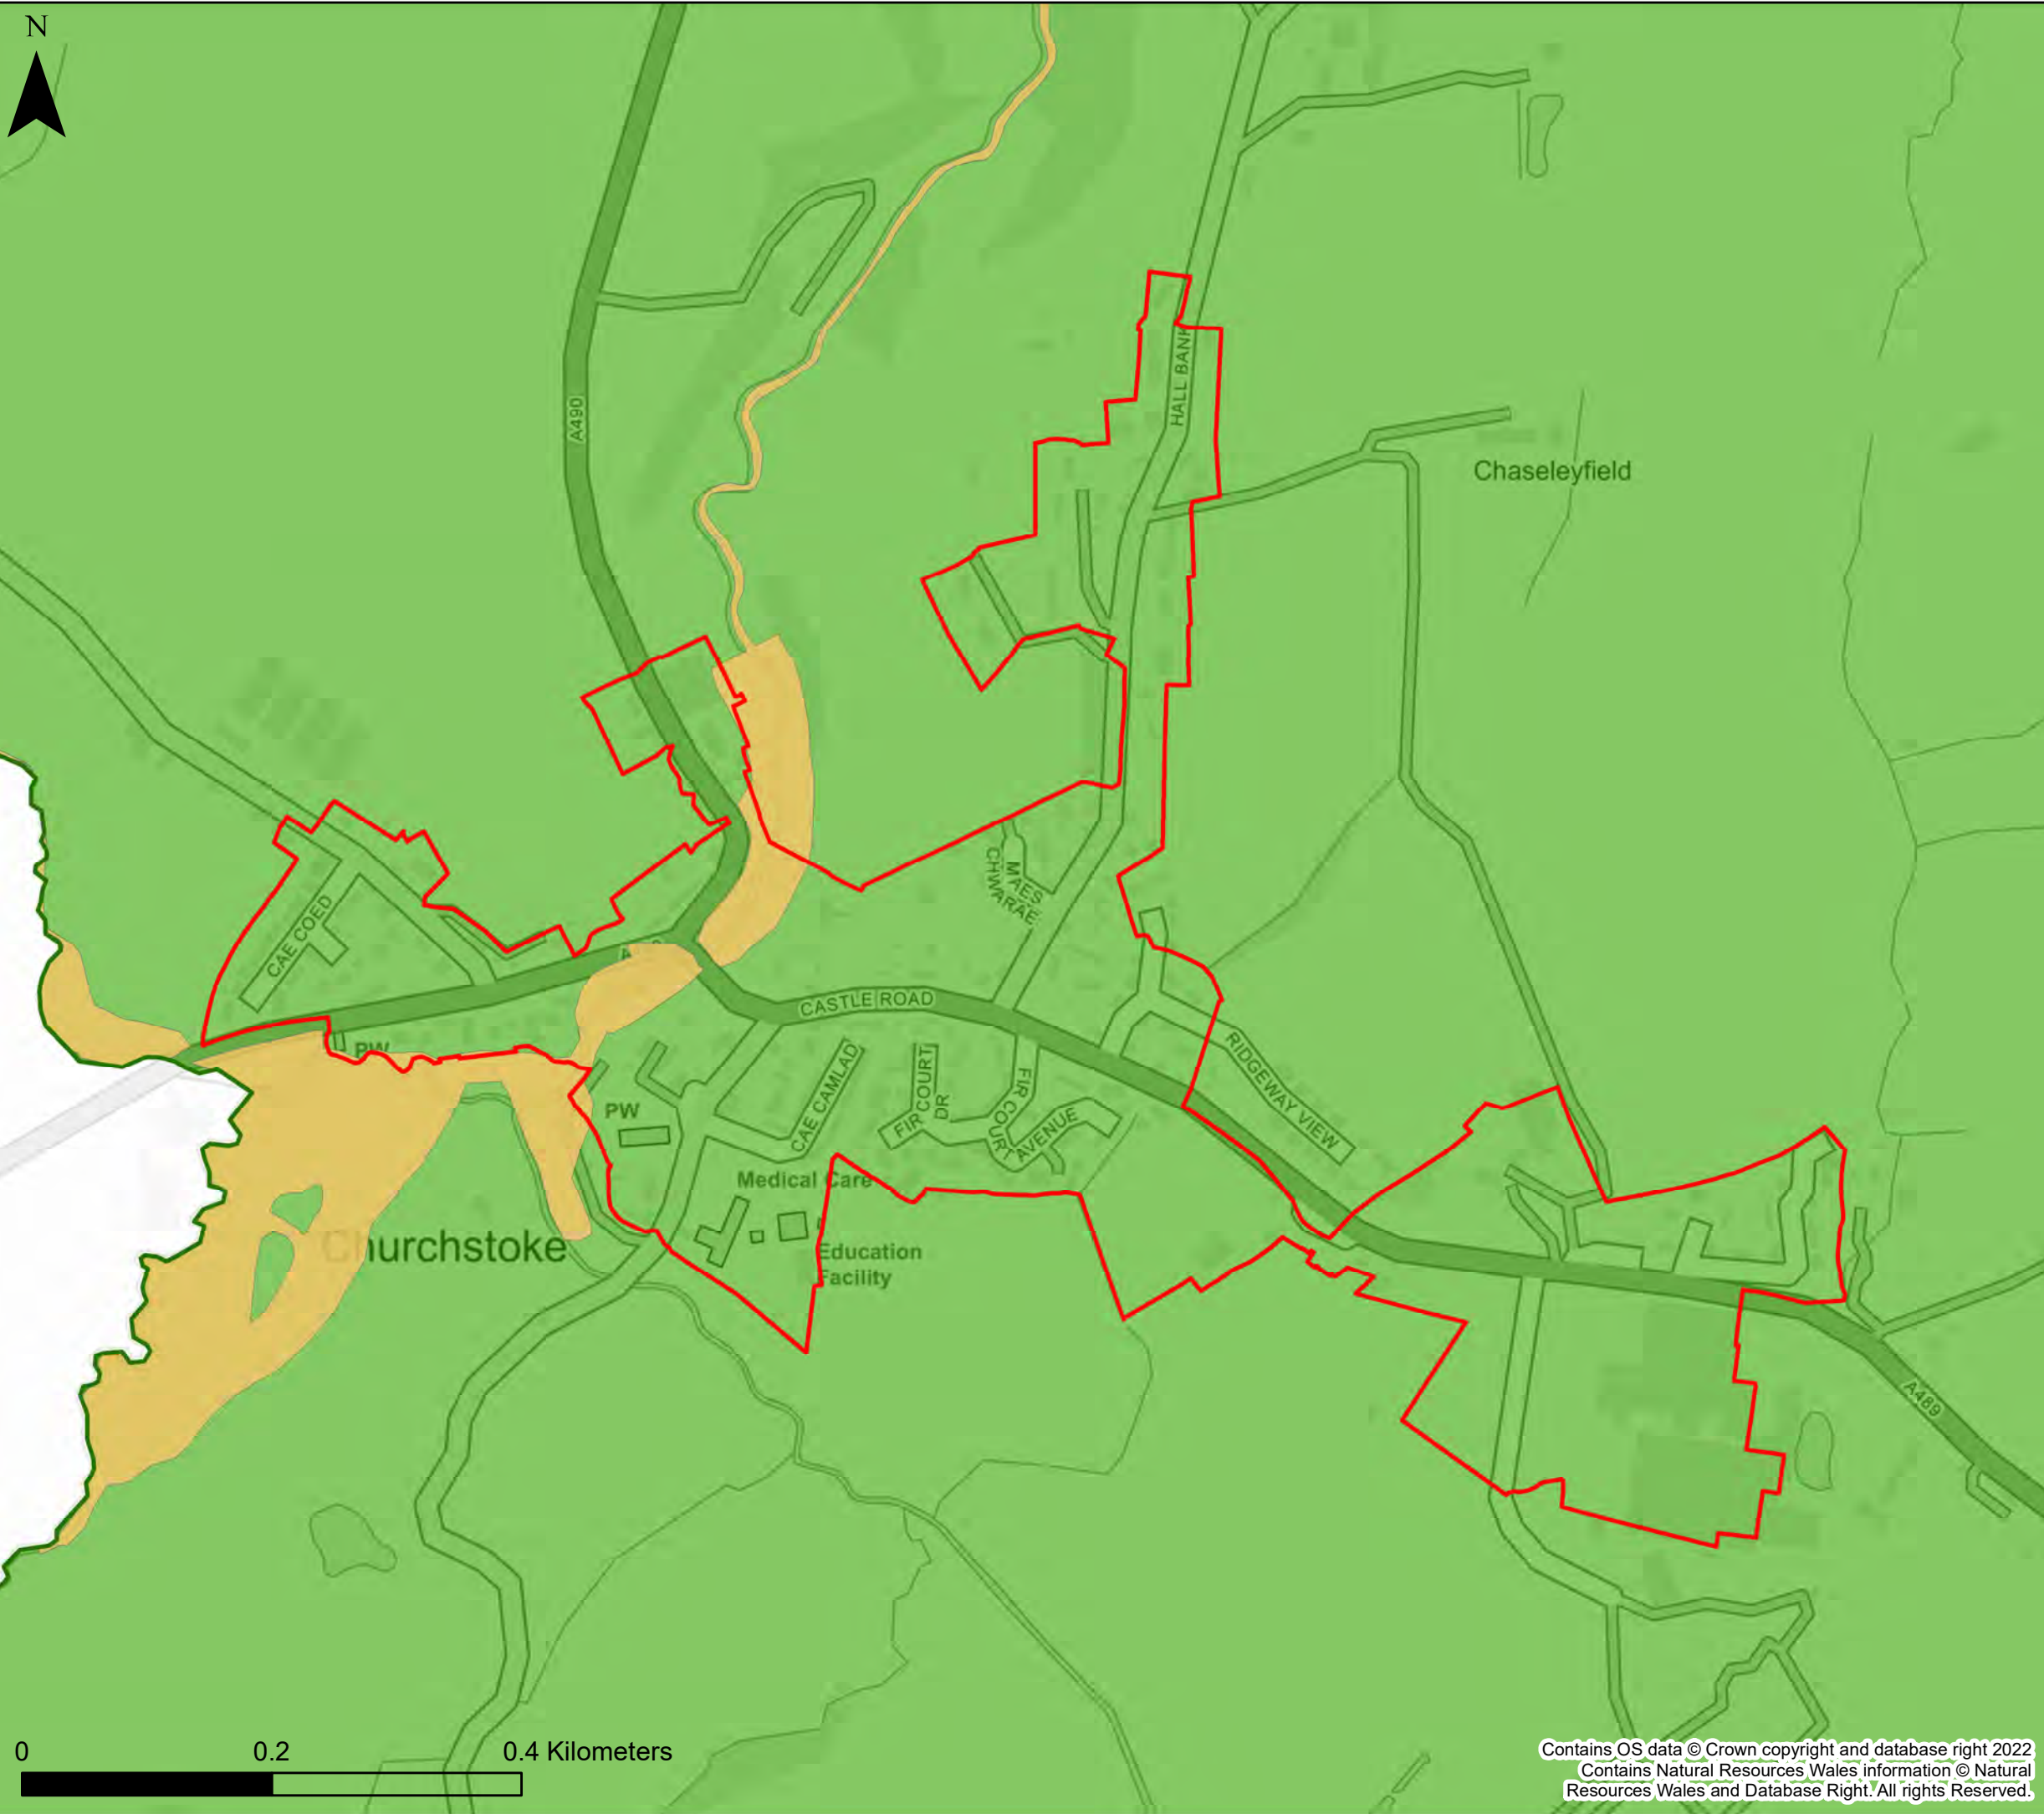 N
A490
HALL BANK
Chaseleyfield
MAES
CHWARAE
CAE COED
CASTLE ROAD
PW
PW
CAE CAMLAD
FIR COURT
DR
FIR COURT
AVENUE
RIDGEWAY VIEW
Medical Care
Churchstoke
Education
Facility
A489
0 0.2 0.4 Kilometers
Contains OS data © Crown copyright and database right 2022
Contains Natural Resources Wales information © Natural
Resources Wales and Database Right. All rights Reserved.